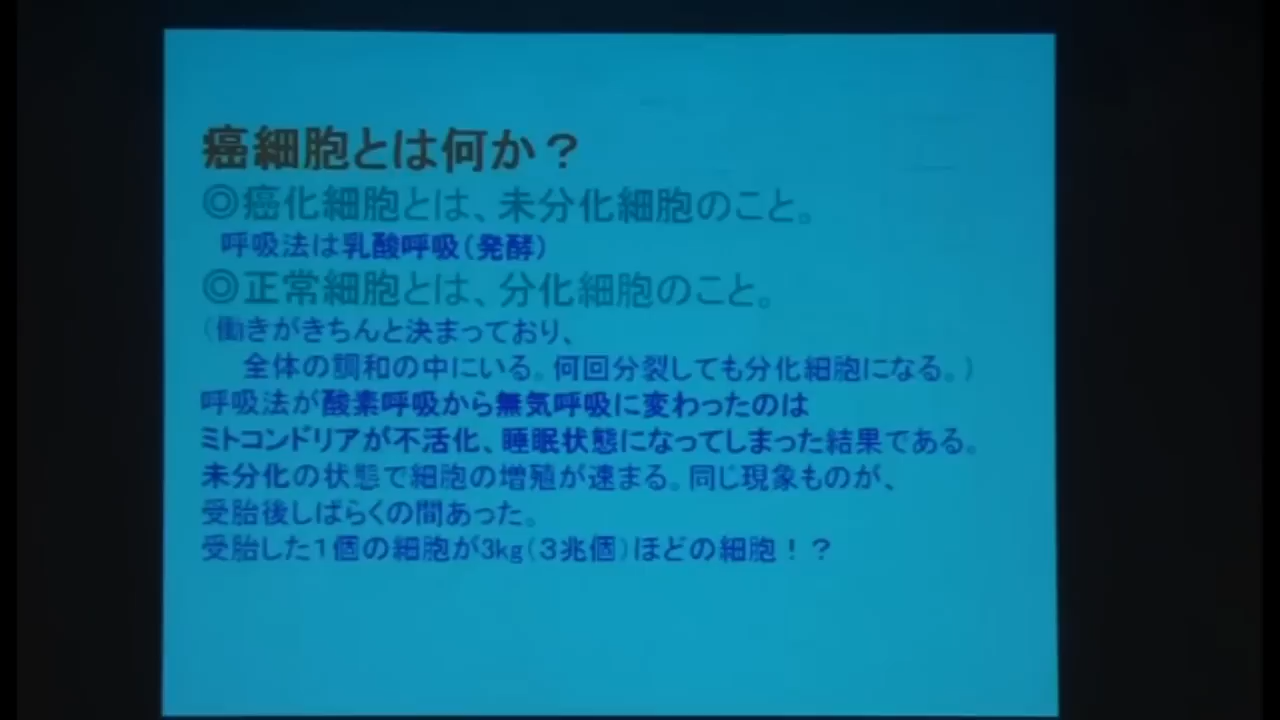 癌細胞とは何か？
◎癌化細胞とは、未分化細胞のこと。
呼吸法は乳酸呼吸（発酵）
◎正常細胞とは、分化細胞のこと。
（働きがきちんと決まっており、
全体の調和の中にいる。何回分裂しても分化細胞になる。）
呼吸法が酸素呼吸から無気呼吸に変わったのは
ミトコンドリアが不活化、睡眠状態になってしまった結果である。
未分化の状態で細胞の増殖が速まる。同じ現象ものが、
受胎後しばらくの間あった。
受胎した１個の細胞が3kg（３兆個）ほどの細胞！？